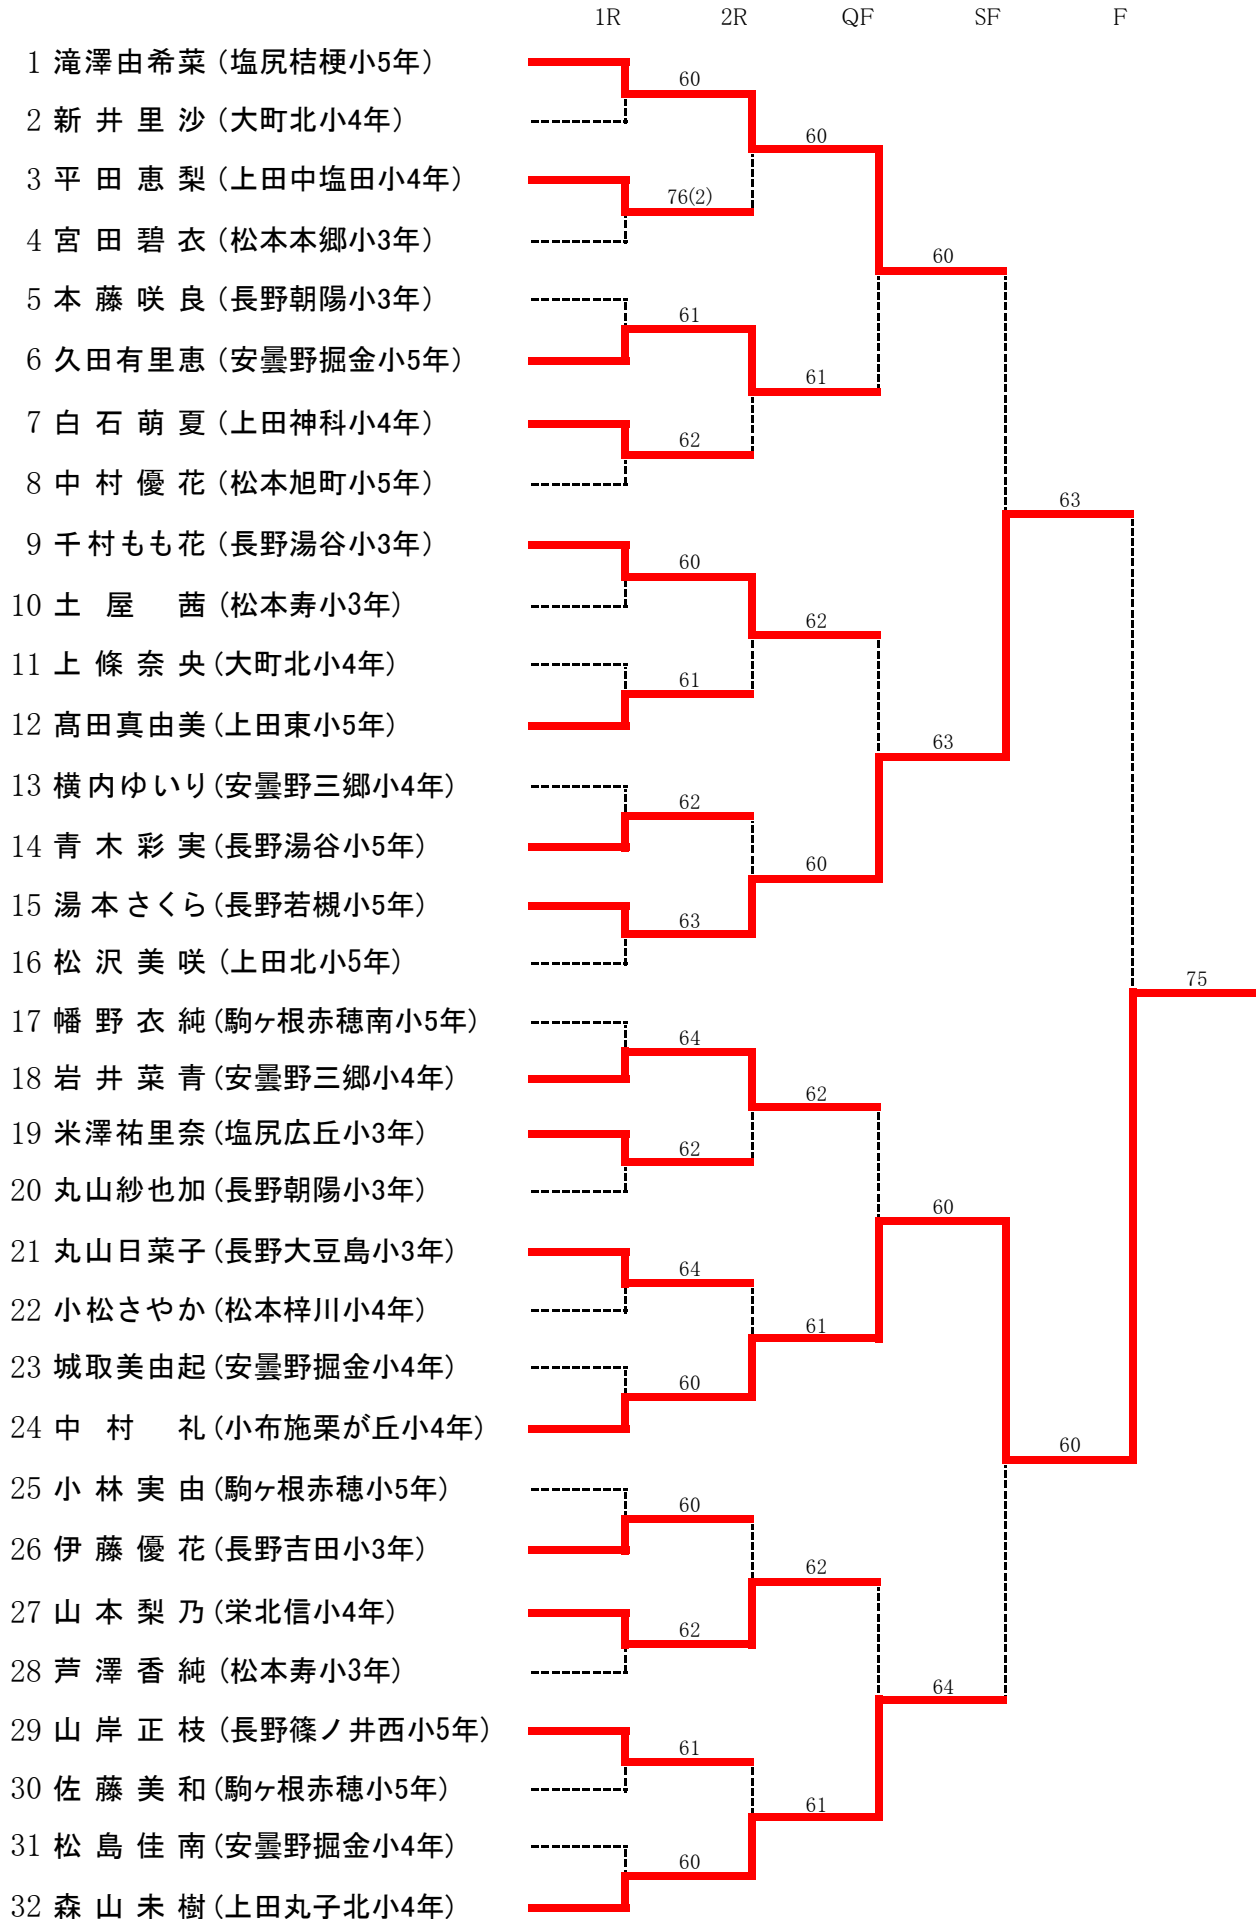 1R 2R QF SF F
1 滝澤由希菜 (塩尻桔梗小5年)
60
2 新井里沙 (大町北小4年)
60
3 平田恵梨 (上田中塩田小4年)
76(2)
4 宮田碧衣 (松本本郷小3年)
60
5 本藤咲良 (長野朝陽小3年)
61
6 久田有里恵 (安曇野掘金小5年)
61
7 白石萌夏 (上田神科小4年)
62
8 中村優花 (松本旭町小5年)
63
9 千村もも花 (長野湯谷小3年)
60
10 土屋茜 (松本寿小3年)
62
11 上條奈央 (大町北小4年)
61
12 髙田真由美 (上田東小5年)
63
13 横内ゆいり (安曇野三郷小4年)
62
14 青木彩実 (長野湯谷小5年)
60
15 湯本さくら (長野若槻小5年)
63
16 松沢美咲 (上田北小5年)
75
17 幡野衣純 (駒ヶ根赤穂南小5年)
64
18 岩井菜青 (安曇野三郷小4年)
62
19 米澤祐里奈 (塩尻広丘小3年)
62
20 丸山紗也加 (長野朝陽小3年)
60
21 丸山日菜子 (長野大豆島小3年)
64
22 小松さやか (松本梓川小4年)
61
23 城取美由起 (安曇野掘金小4年)
60
24 中村礼 (小布施栗が丘小4年)
60
25 小林実由 (駒ヶ根赤穂小5年)
60
26 伊藤優花 (長野吉田小3年)
62
27 山本梨乃 (栄北信小4年)
62
28 芦澤香純 (松本寿小3年)
64
29 山岸正枝 (長野篠ノ井西小5年)
61
30 佐藤美和 (駒ヶ根赤穂小5年)
61
31 松島佳南 (安曇野掘金小4年)
60
32 森山未樹 (上田丸子北小4年)